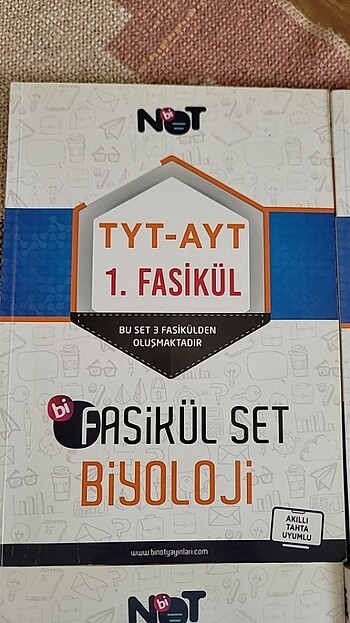 bi NOT
TYT-AYT
1. FASİKÜL
BU SET 3 FASİKÜLDEN
OLUŞMAKTADIR
bi FASİKÜL SET
BİYOLOJİ
AKILLI
TAHTA
UYUMLU
www.binotyayinlari.com
bi NOT